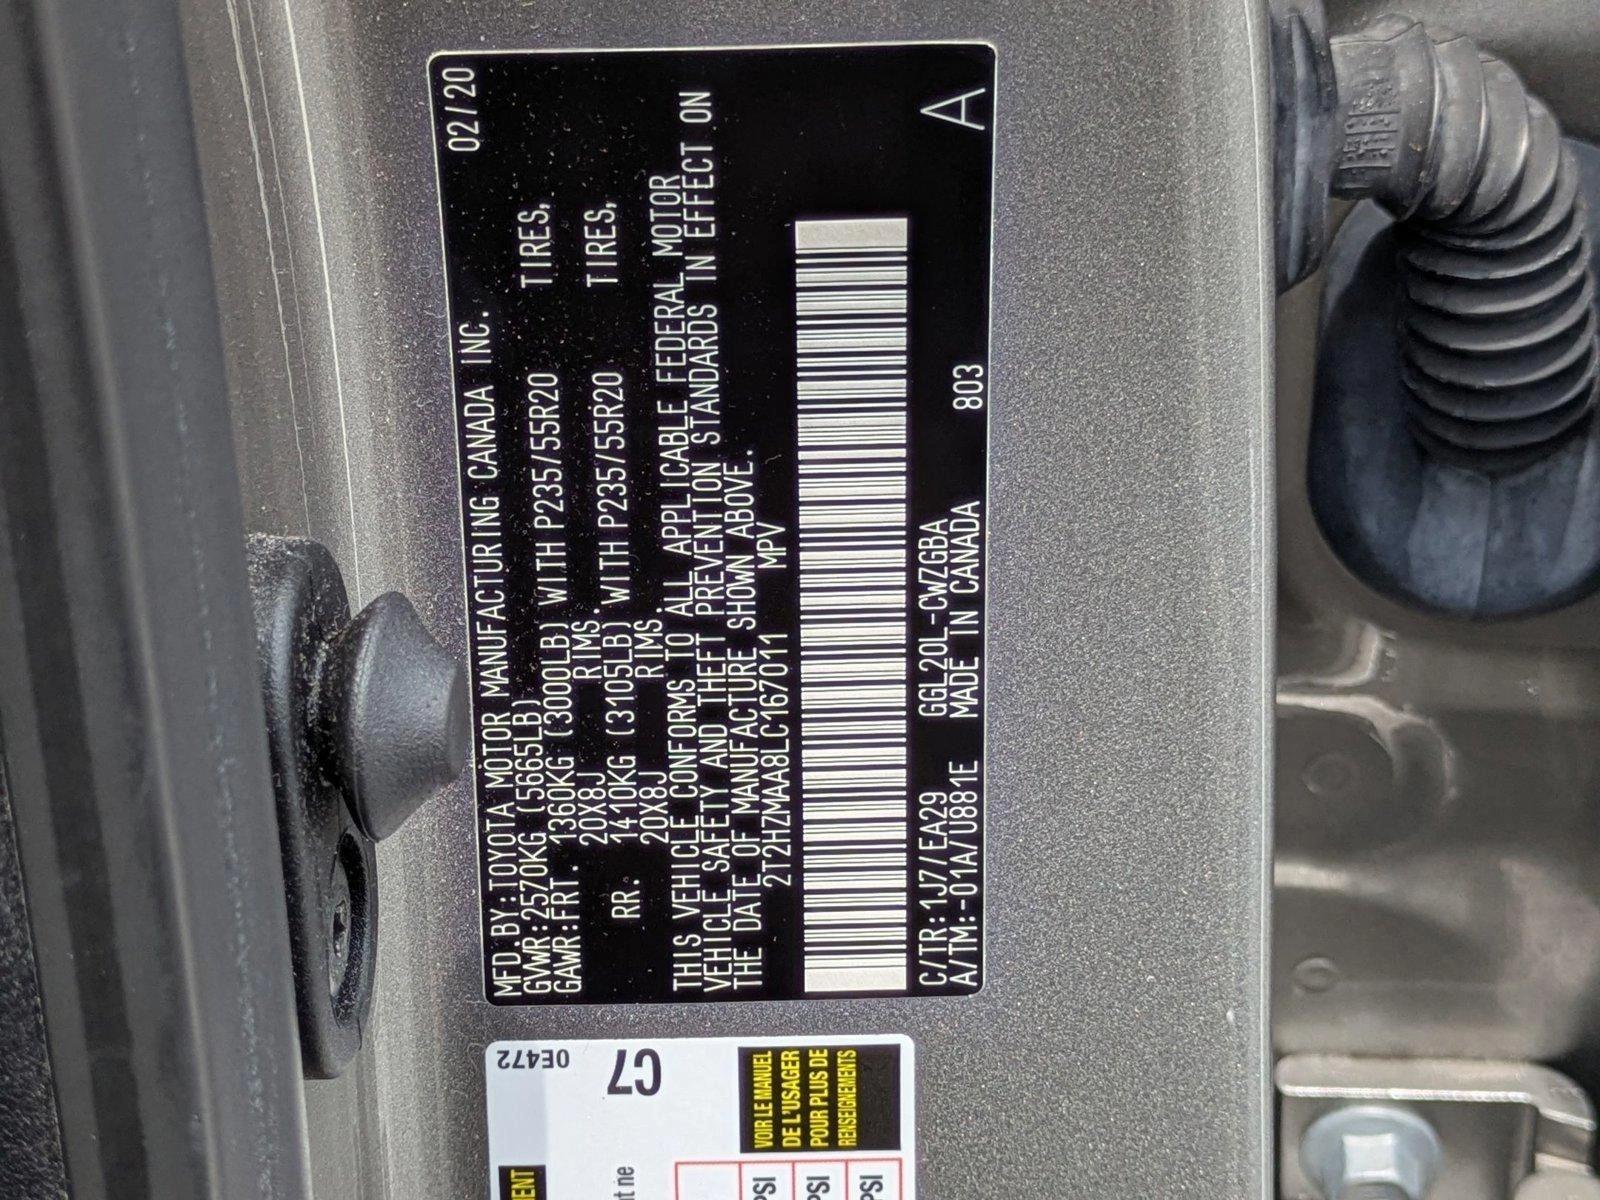 MFD.BY:TOYOTA MOTOR MANUFACTURING CANADA INC. 02/20
GVWR:2570KG (5665LB)
GAWR:FRT. 1360KG (3000LB) WITH P235/55R20 TIRES,
20X8J RIMS.
RR. 1410KG (3105LB) WITH P235/55R20 TIRES,
20X8J RIMS.
THIS VEHICLE CONFORMS TO ALL APPLICABLE FEDERAL MOTOR
VEHICLE SAFETY AND THEFT PREVENTION STANDARDS IN EFFECT ON
THE DATE OF MANUFACTURE SHOWN ABOVE.
2T2HZMAA8LC167011 MPV
C/TR:1J7/EA29 GGL20L-CWZGBA 803 A
A/TM:-01A/U881E MADE IN CANADA
0E472
C7
VOIR LE MANUEL
DE L'USAGER
POUR PLUS DE
RENSEIGNEMENTS
PSI
PSI
PSI